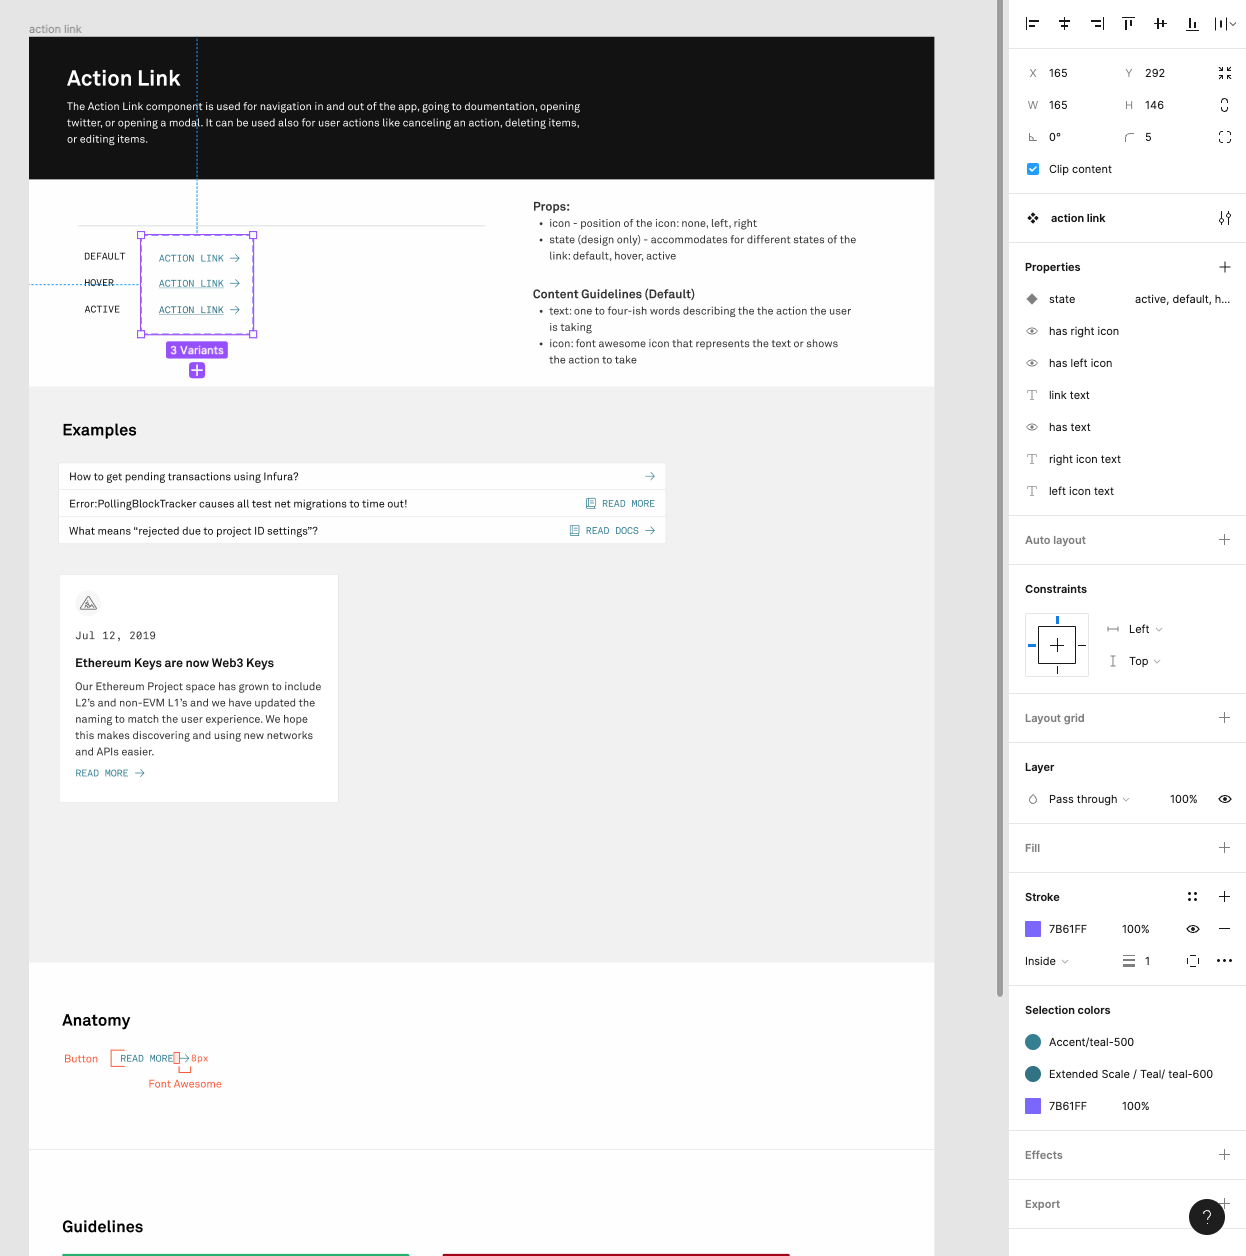 action link
Action Link
The Action Link component is used for navigation in and out of the app, going to doumentation, opening
twitter, or opening a modal. It can be used also for user actions like canceling an action, deleting items,
or editing items.
DEFAULT
ACTION LINK →
HOVER
ACTION LINK →
ACTIVE
ACTION LINK →
3 Variants
Props:
• icon - position of the icon: none, left, right
• state (design only) - accommodates for different states of the
link: default, hover, active
Content Guidelines (Default)
• text: one to four-ish words describing the the action the user
is taking
• icon: font awesome icon that represents the text or shows
the action to take
Examples
How to get pending transactions using Infura? →
Error:PollingBlockTracker causes all test net migrations to time out! READ MORE
What means “rejected due to project ID settings”? READ DOCS →
Jul 12, 2019
Ethereum Keys are now Web3 Keys
Our Ethereum Project space has grown to include
L2’s and non-EVM L1’s and we have updated the
naming to match the user experience. We hope
this makes discovering and using new networks
and APIs easier.
READ MORE →
Anatomy
Button READ MORE → 8px
Font Awesome
Guidelines
X 165 Y 292
W 165 H 146
0° 5
Clip content
action link
Properties
state active, default, h...
has right icon
has left icon
link text
has text
right icon text
left icon text
Auto layout
Constraints
Left
Top
Layout grid
Layer
Pass through 100%
Fill
Stroke
7B61FF 100%
Inside 1
Selection colors
Accent/teal-500
Extended Scale / Teal/ teal-600
7B61FF 100%
Effects
Export
?